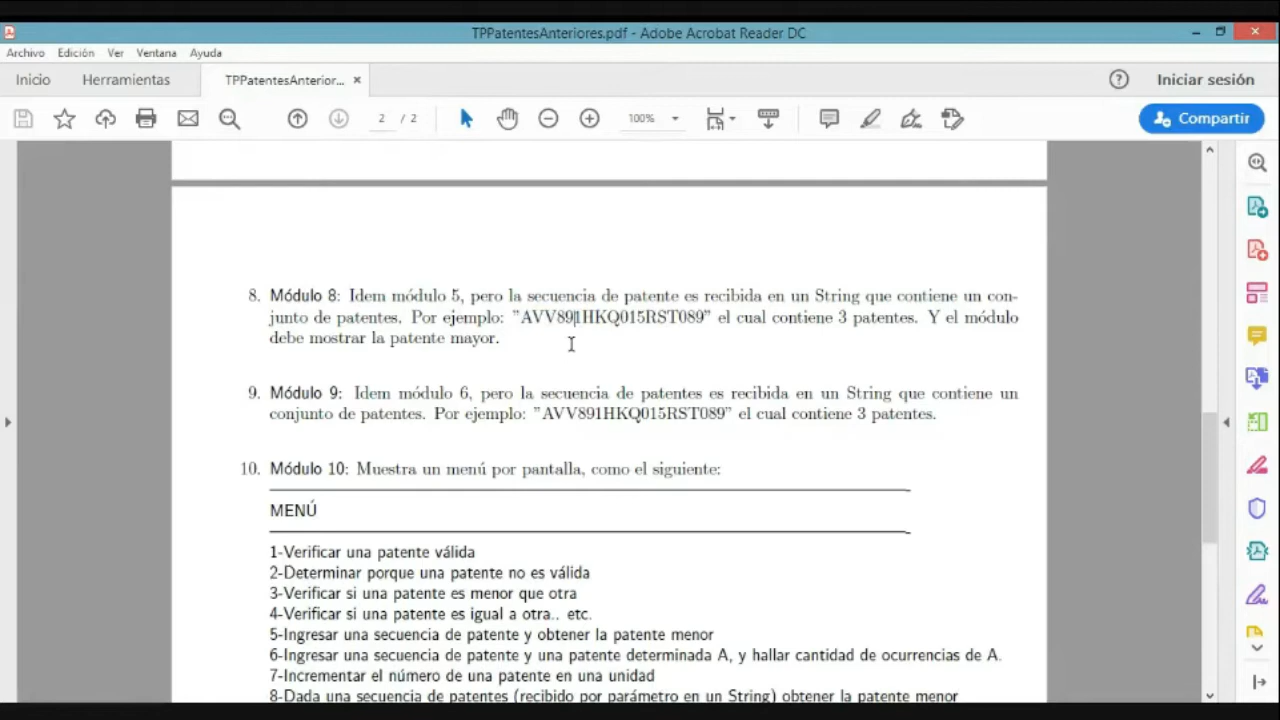 TPPatentesAnteriores.pdf - Adobe Acrobat Reader DC
Archivo Edición Ver Ventana Ayuda
Inicio Herramientas TPPatentesAnterior... × Iniciar sesión
2 / 2 100% Compartir
8. Módulo 8: Idem módulo 5, pero la secuencia de patente es recibida en un String que contiene un con-
junto de patentes. Por ejemplo: "AVV891HKQ015RST089" el cual contiene 3 patentes. Y el módulo
debe mostrar la patente mayor.
9. Módulo 9: Idem módulo 6, pero la secuencia de patentes es recibida en un String que contiene un
conjunto de patentes. Por ejemplo: "AVV891HKQ015RST089" el cual contiene 3 patentes.
10. Módulo 10: Muestra un menú por pantalla, como el siguiente:
MENÚ
1-Verificar una patente válida
2-Determinar porque una patente no es válida
3-Verificar si una patente es menor que otra
4-Verificar si una patente es igual a otra.. etc.
5-Ingresar una secuencia de patente y obtener la patente menor
6-Ingresar una secuencia de patente y una patente determinada A, y hallar cantidad de ocurrencias de A.
7-Incrementar el número de una patente en una unidad
8-Dada una secuencia de patentes (recibido por parámetro en un String) obtener la patente menor